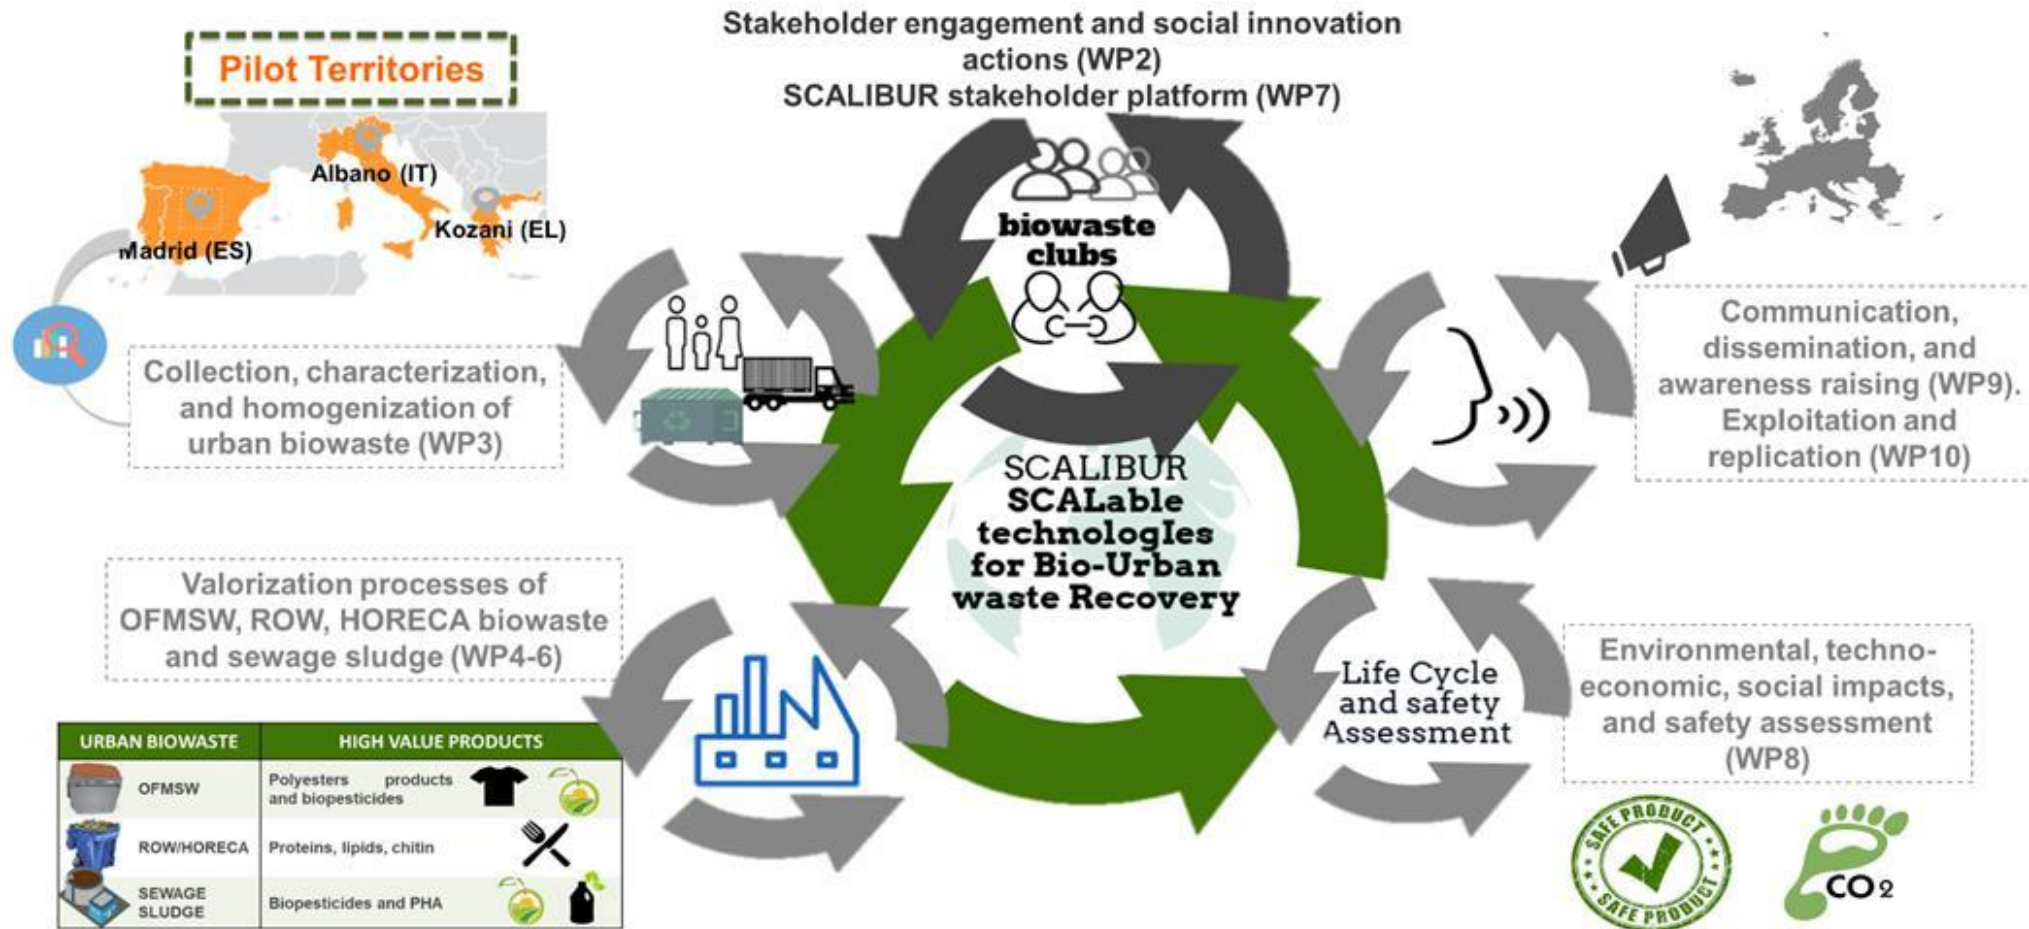 Pilot Territories
Albano (IT)
Kozani (EL)
Madrid (ES)
Stakeholder engagement and social innovation
actions (WP2)
SCALIBUR stakeholder platform (WP7)
biowaste
clubs
Collection, characterization,
and homogenization of
urban biowaste (WP3)
Communication,
dissemination, and
awareness raising (WP9).
Exploitation and
replication (WP10)
SCALIBUR
SCALable
technologIes
for Bio-Urban
waste Recovery
Valorization processes of
OFMSW, ROW, HORECA biowaste
and sewage sludge (WP4-6)
Life Cycle
and safety
Assessment
Environmental, techno-
economic, social impacts,
and safety assessment
(WP8)
URBAN BIOWASTE HIGH VALUE PRODUCTS
OFMSW Polyesters products
and biopesticides
ROW/HORECA Proteins, lipids, chitin
SEWAGE
SLUDGE Biopesticides and PHA
SAFE PRODUCT
SAFE PRODUCT
CO2